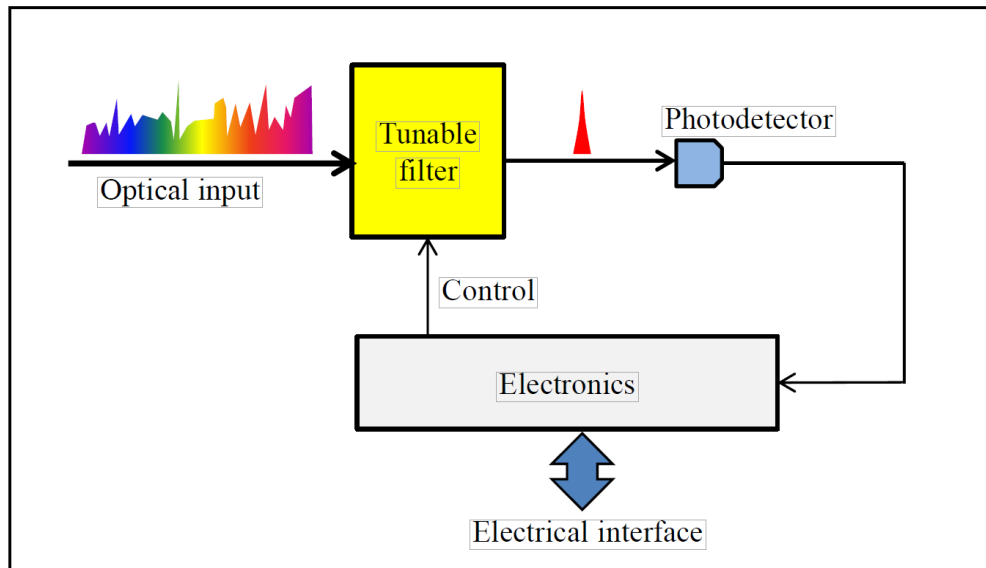 Tunable
filter
Photodetector
Optical input
Control
Electronics
Electrical interface